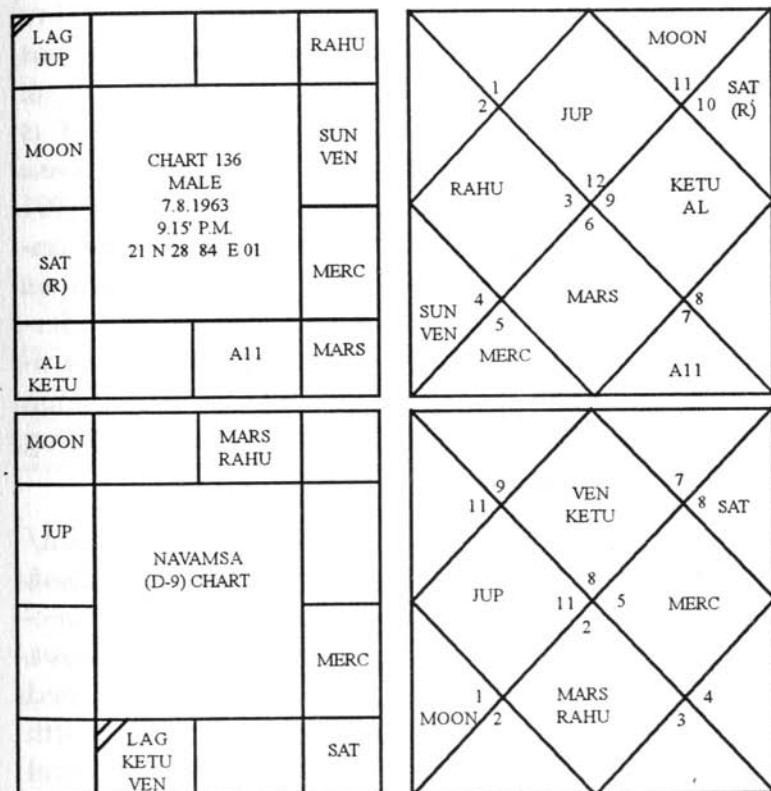 LAG
JUP
RAHU
MOON
SUN
VEN
CHART 136
MALE
7.8.1963
9.15' P.M.
21 N 28 84 E 01
SAT
(R)
MERC
AL
KETU
A11
MARS
MOON
11
SAT
(R)
1
2
10
JUP
RAHU
12
3 9
6
KETU
AL
SUN
VEN
4
5
MERC
MARS
8
7
A11
MOON
MARS
RAHU
JUP
NAVAMSA
(D-9) CHART
MERC
LAG
KETU
VEN
SAT
9
11
VEN
KETU
7
8
SAT
JUP
8
11 5
2
MERC
1
MOON 2
MARS
RAHU
4
3